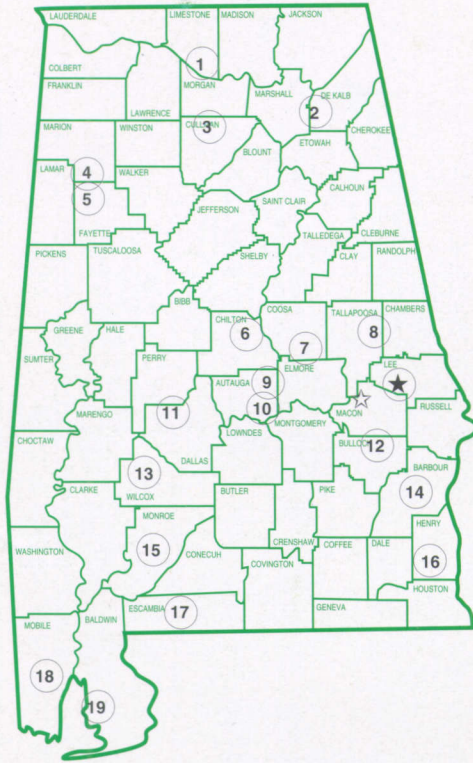 LAUDERDALE
LIMESTONE
MADISON
JACKSON
COLBERT
1
MORGAN
FRANKLIN
LAWRENCE
MARSHALL
2
DE KALB
MARION
WINSTON
3
CULLMAN
CHEROKEE
ETOWAH
BLOUNT
LAMAR
4
WALKER
5
CALHOUN
SAINT CLAIR
JEFFERSON
FAYETTE
TALLEDEGA
CLEBURNE
PICKENS
TUSCALOOSA
SHELBY
CLAY
RANDOLPH
BIBB
COOSA
TALLAPOOSA
CHAMBERS
GREENE
HALE
CHILTON
6
7
8
SUMTER
PERRY
ELMORE
LEE
AUTAUGA
9
MARENGO
11
10
MACON
RUSSELL
LOWNDES
MONTGOMERY
CHOCTAW
BULLOCK
12
DALLAS
13
BARBOUR
CLARKE
WILCOX
BUTLER
PIKE
14
MONROE
HENRY
WASHINGTON
15
CONECUH
CRENSHAW
COFFEE
DALE
COVINGTON
16
HOUSTON
ESCAMBIA
17
GENEVA
MOBILE
BALDWIN
18
19